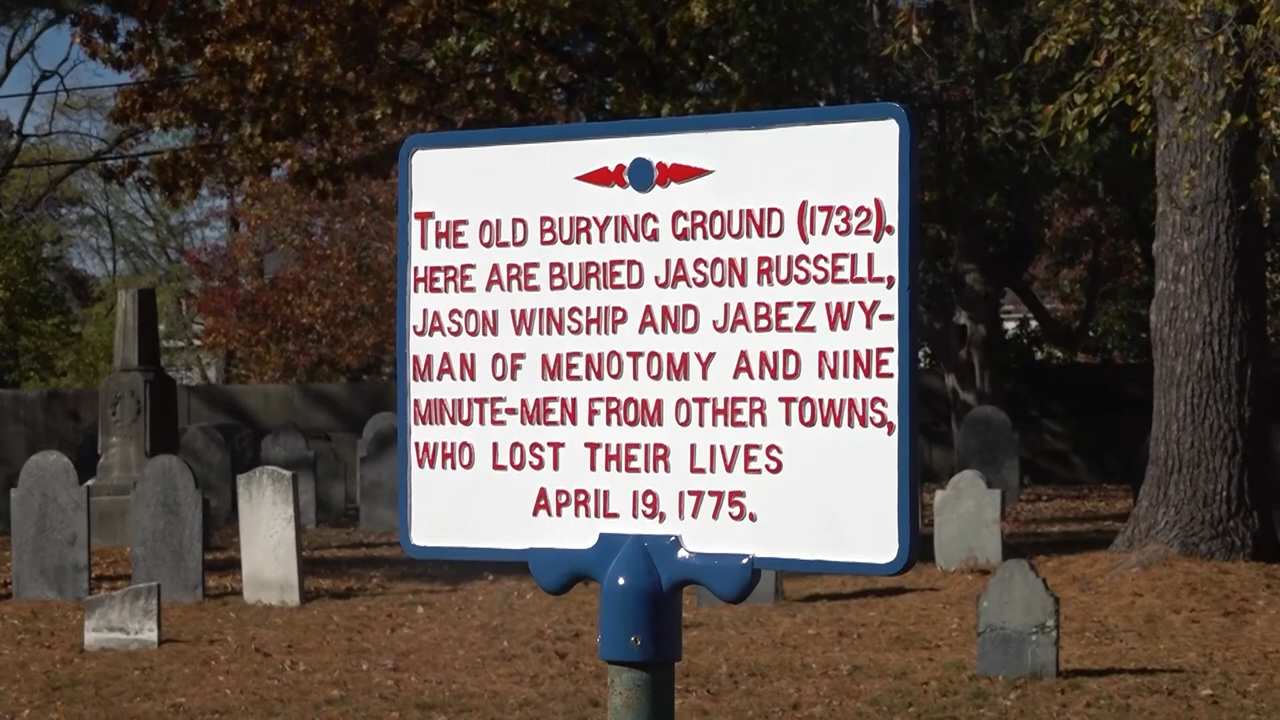 THE OLD BURYING GROUND (1732).
HERE ARE BURIED JASON RUSSELL,
JASON WINSHIP AND JABEZ WY-
MAN OF MENOTOMY AND NINE
MINUTE-MEN FROM OTHER TOWNS,
WHO LOST THEIR LIVES
APRIL 19, 1775.